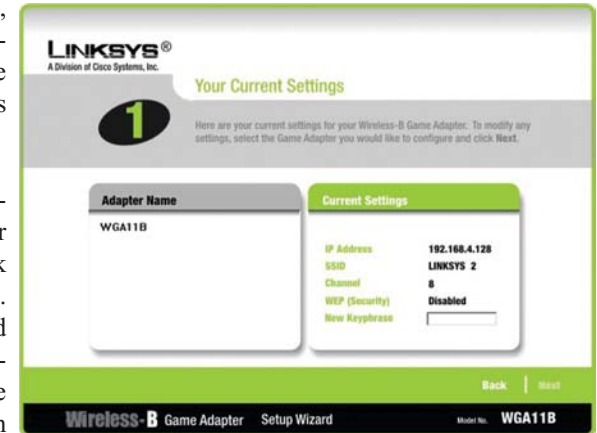 LINKSYS®
A Division of Cisco Systems, Inc.
Your Current Settings
1
Here are your current settings for your Wireless-B Game Adapter. To modify any
settings, select the Game Adapter you would like to configure and click Next.
Adapter Name
WGA11B
Current Settings
IP Address 192.168.4.128
SSID LINKSYS 2
Channel 8
WEP (Security) Disabled
New Keyphrase
Back | Next
Wireless-B Game Adapter Setup Wizard Model No. WGA11B